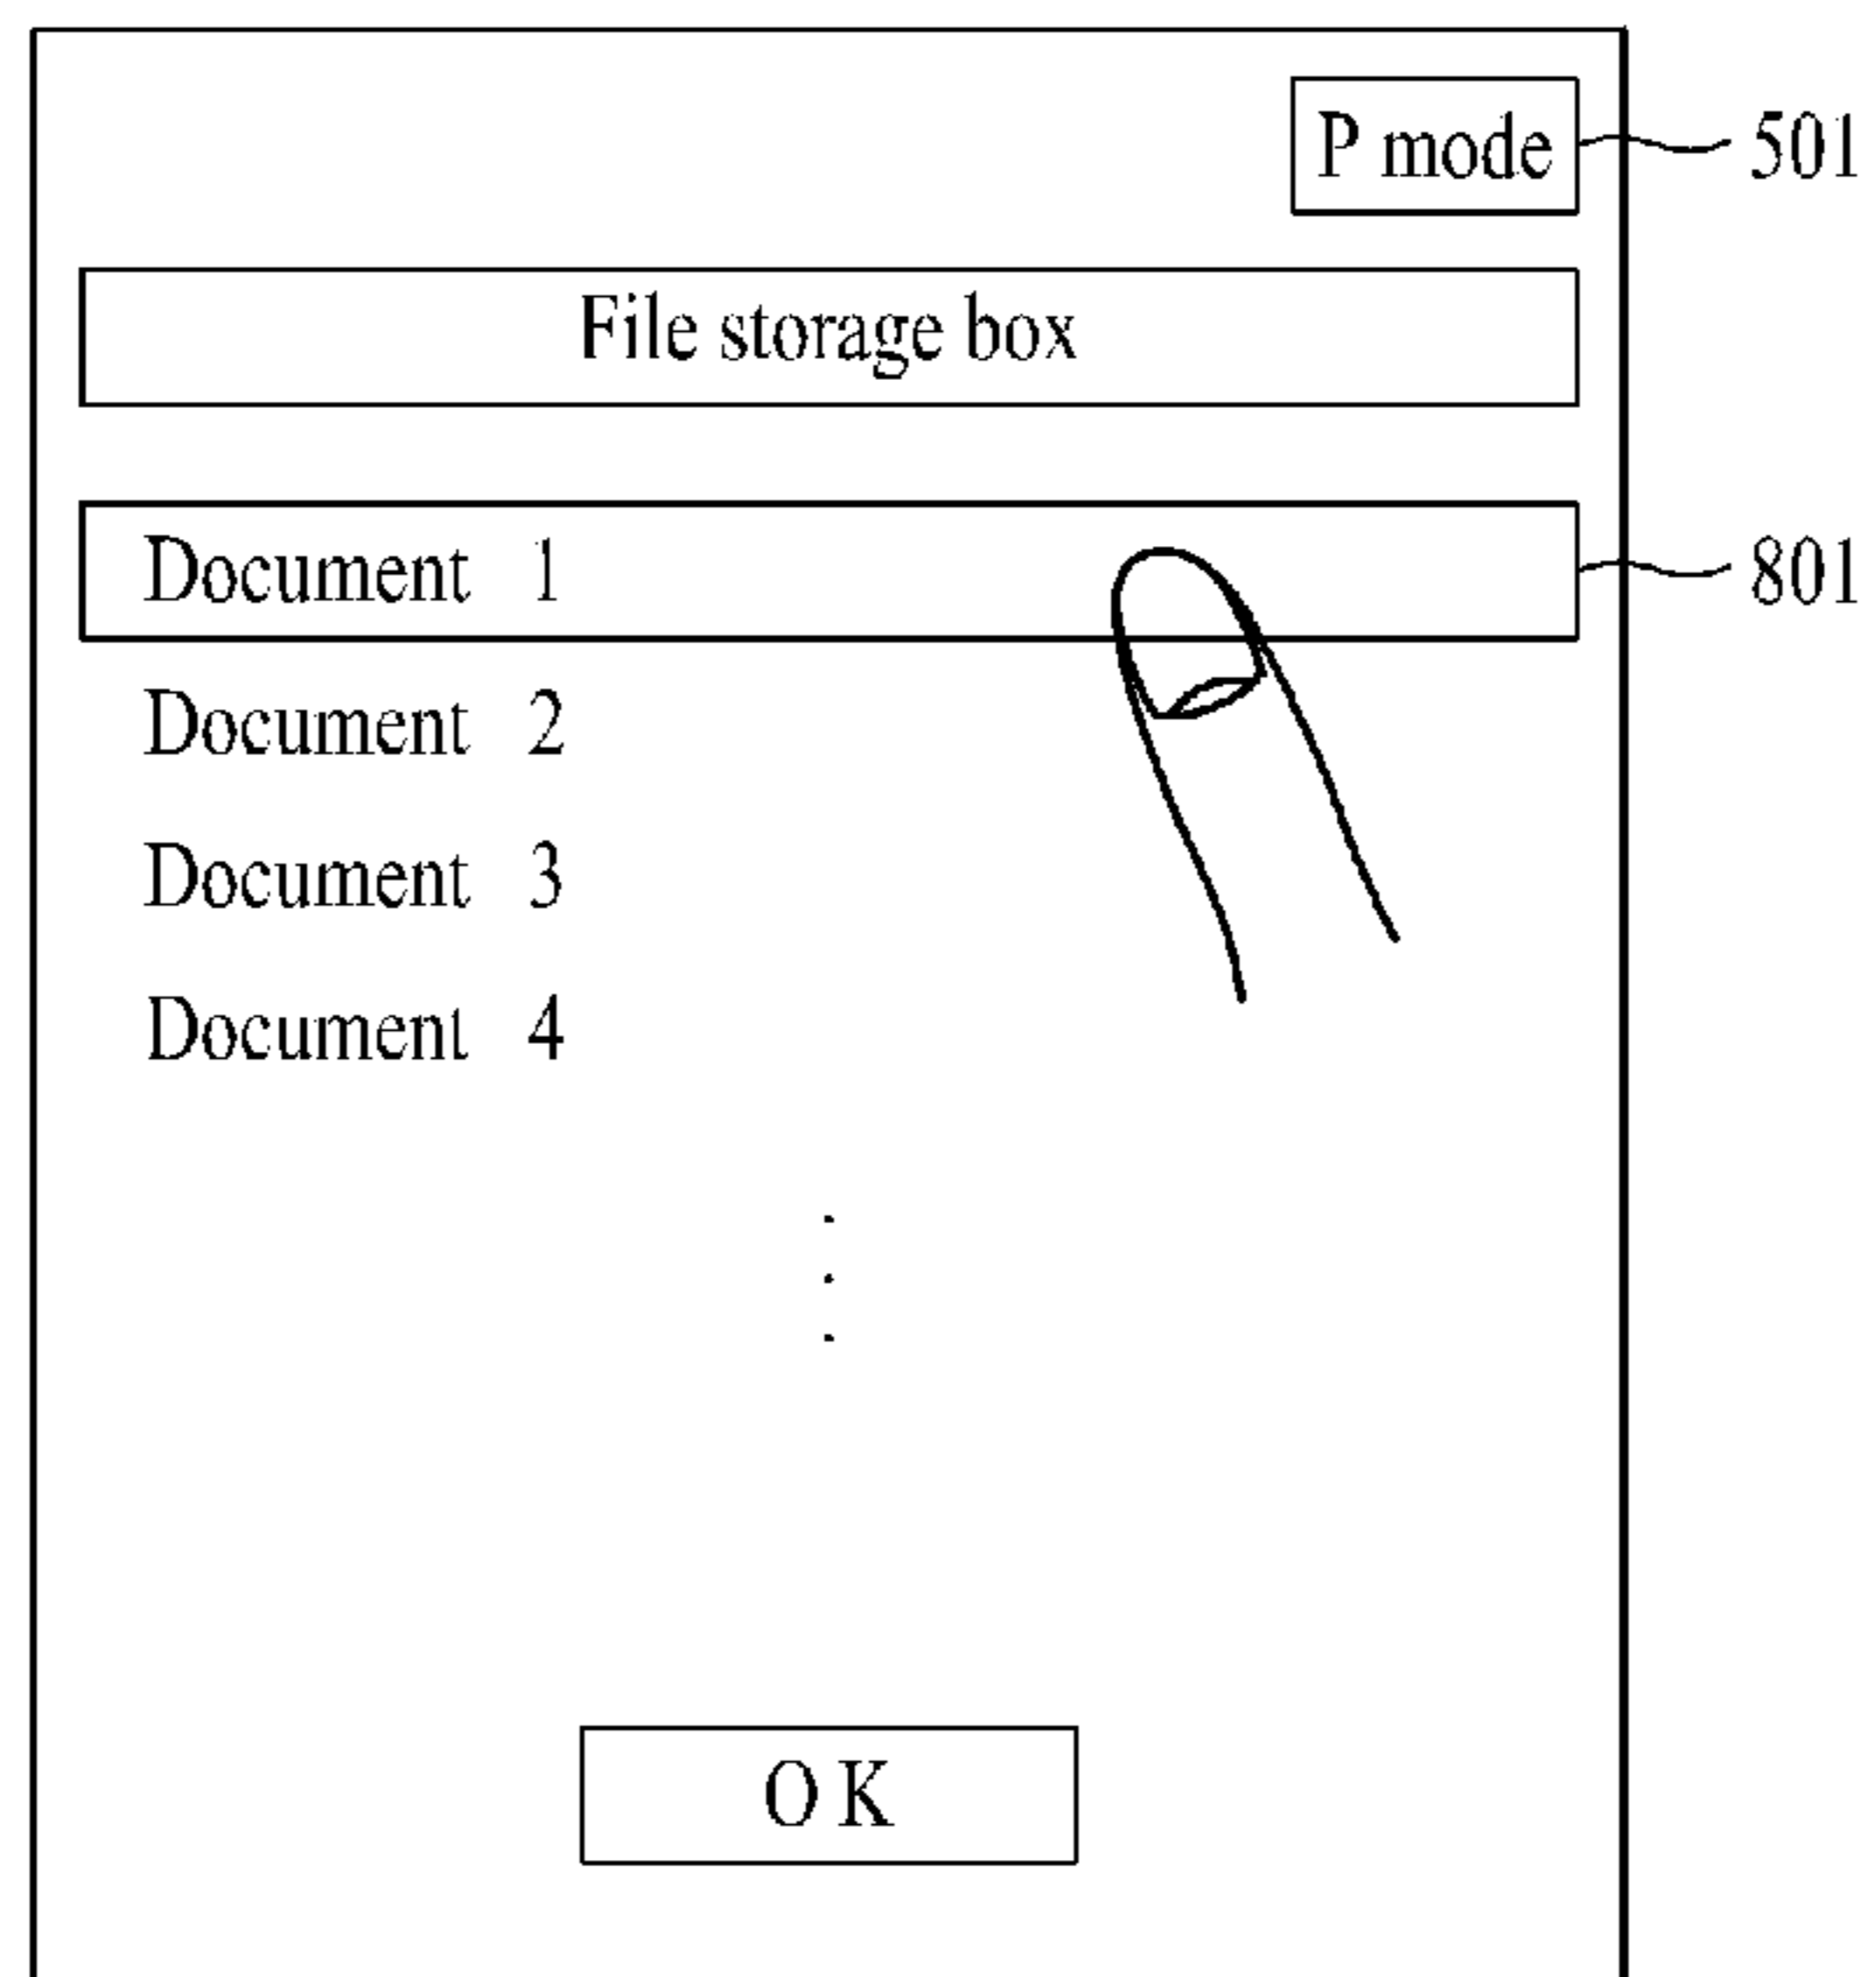 P mode 501
File storage box
Document 1 801
Document 2
Document 3
Document 4
OK